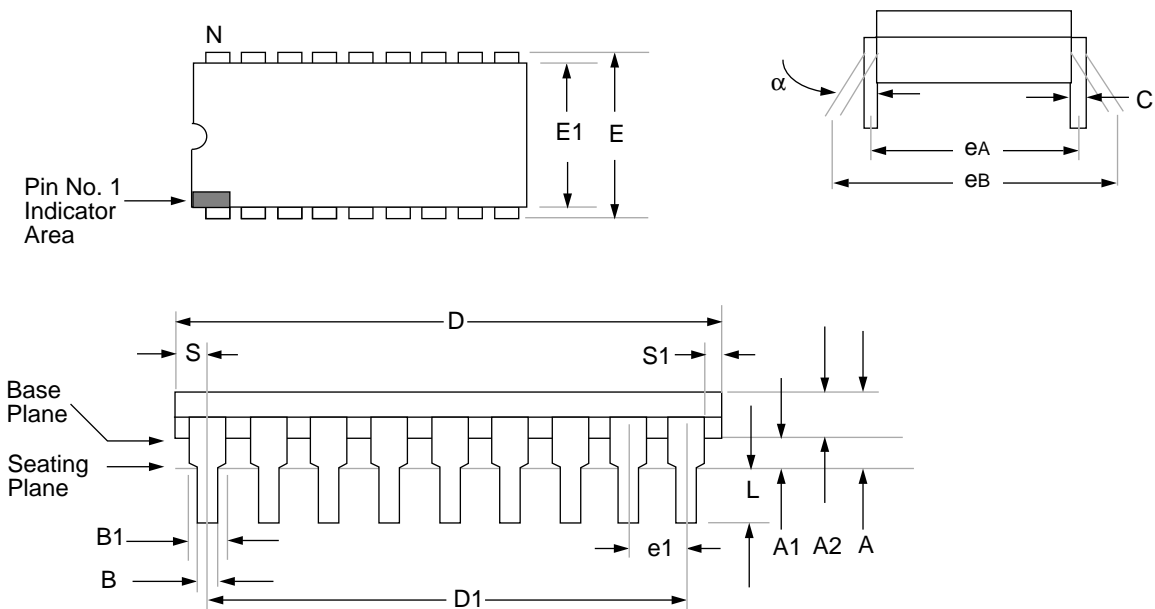 N
α
C
E1
E
eA
eB
Pin No. 1
Indicator
Area
D
S
S1
Base
Plane
Seating
Plane
L
B1
e1
A1
A2
A
B
D1